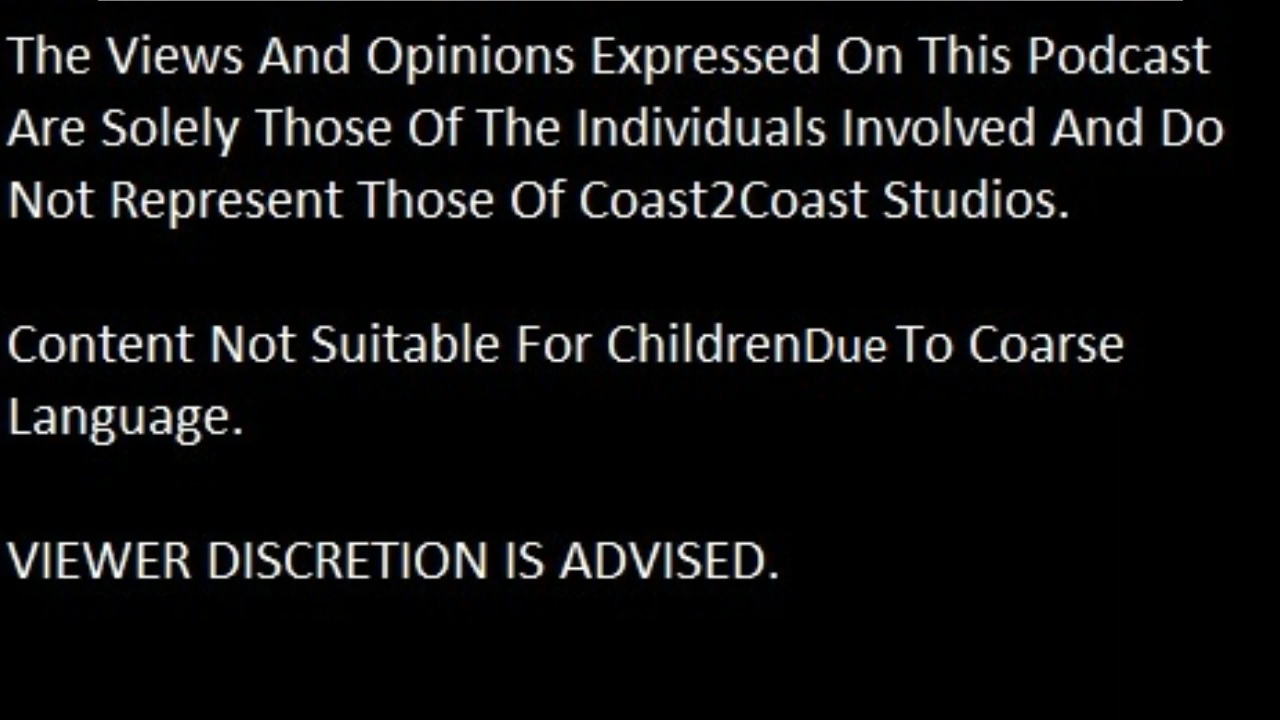 The Views And Opinions Expressed On This Podcast
Are Solely Those Of The Individuals Involved And Do
Not Represent Those Of Coast2Coast Studios.
Content Not Suitable For ChildrenDue To Coarse
Language.
VIEWER DISCRETION IS ADVISED.